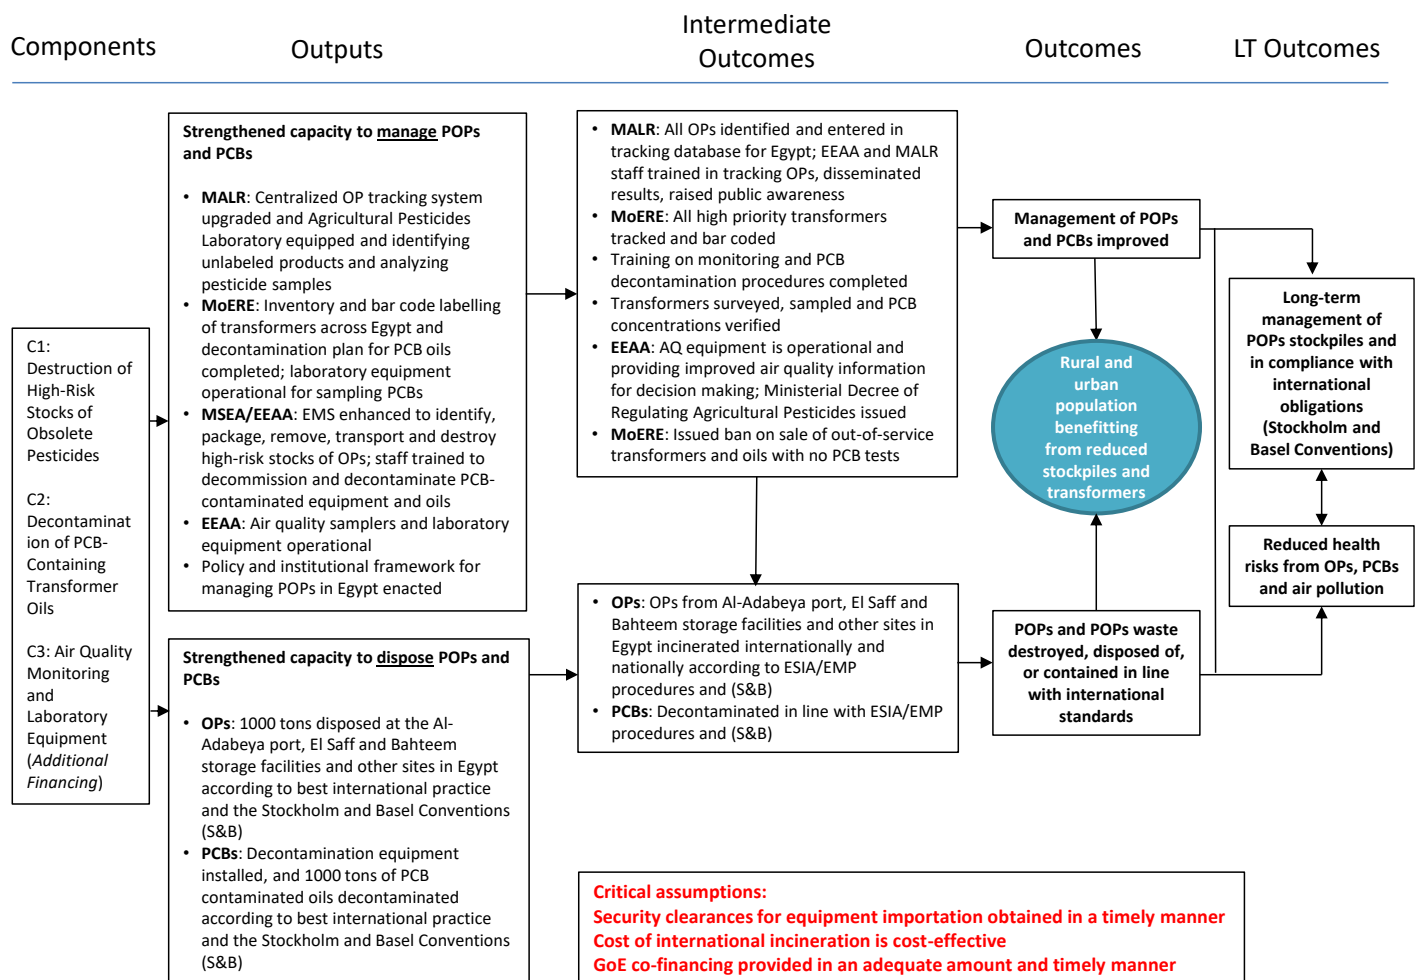 Components
Outputs
Intermediate
Outcomes
Outcomes
LT Outcomes
C1:
Destruction of
High-Risk
Stocks of
Obsolete
Pesticides
C2:
Decontaminat
ion of PCB-
Containing
Transformer
Oils
C3: Air Quality
Monitoring
and
Laboratory
Equipment
(Additional
Financing)
Strengthened capacity to manage POPs
and PCBs
• MALR: Centralized OP tracking system
upgraded and Agricultural Pesticides
Laboratory equipped and identifying
unlabeled products and analyzing
pesticide samples
• MoERE: Inventory and bar code labelling
of transformers across Egypt and
decontamination plan for PCB oils
completed; laboratory equipment
operational for sampling PCBs
• MSEA/EEAA: EMS enhanced to identify,
package, remove, transport and destroy
high-risk stocks of OPs; staff trained to
decommission and decontaminate PCB-
contaminated equipment and oils
• EEAA: Air quality samplers and laboratory
equipment operational
• Policy and institutional framework for
managing POPs in Egypt enacted
Strengthened capacity to dispose POPs and
PCBs
• OPs: 1000 tons disposed at the Al-
Adabeya port, El Saff and Bahteem
storage facilities and other sites in Egypt
according to best international practice
and the Stockholm and Basel Conventions
(S&B)
• PCBs: Decontamination equipment
installed, and 1000 tons of PCB
contaminated oils decontaminated
according to best international practice
and the Stockholm and Basel Conventions
(S&B)
• MALR: All OPs identified and entered in
tracking database for Egypt; EEAA and MALR
staff trained in tracking OPs, disseminated
results, raised public awareness
• MoERE: All high priority transformers
tracked and bar coded
• Training on monitoring and PCB
decontamination procedures completed
• Transformers surveyed, sampled and PCB
concentrations verified
• EEAA: AQ equipment is operational and
providing improved air quality information
for decision making; Ministerial Decree of
Regulating Agricultural Pesticides issued
• MoERE: Issued ban on sale of out-of-service
transformers and oils with no PCB tests
• OPs: OPs from Al-Adabeya port, El Saff and
Bahteem storage facilities and other sites in
Egypt incinerated internationally and
nationally according to ESIA/EMP
procedures and (S&B)
• PCBs: Decontaminated in line with ESIA/EMP
procedures and (S&B)
Management of POPs
and PCBs improved
Rural and
urban
population
benefitting
from reduced
stockpiles and
transformers
POPs and POPs waste
destroyed, disposed of,
or contained in line
with international
standards
Long-term
management of
POPs stockpiles and
in compliance with
international
obligations
(Stockholm and
Basel Conventions)
Reduced health
risks from OPs, PCBs
and air pollution
Critical assumptions:
Security clearances for equipment importation obtained in a timely manner
Cost of international incineration is cost-effective
GoE co-financing provided in an adequate amount and timely manner